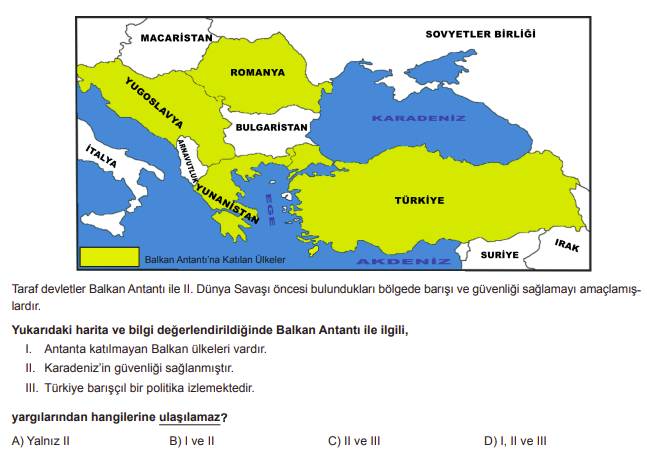 MACARİSTAN
SOVYETLER BİRLİĞİ
ROMANYA
YUGOSLAVYA
BULGARİSTAN
KARADENİZ
İTALYA
ARNAVUTLUK
YUNANİSTAN
EGE
TÜRKİYE
AKDENİZ
SURİYE
IRAK
Balkan Antantı'na Katılan Ülkeler
Taraf devletler Balkan Antantı ile II. Dünya Savaşı öncesi bulundukları bölgede barışı ve güvenliği sağlamayı amaçlamış-
lardır.
Yukarıdaki harita ve bilgi değerlendirildiğinde Balkan Antantı ile ilgili,
I. Antanta katılmayan Balkan ülkeleri vardır.
II. Karadeniz'in güvenliği sağlanmıştır.
III. Türkiye barışçıl bir politika izlemektedir.
yargılarından hangilerine ulaşılamaz?
A) Yalnız II B) I ve II C) II ve III D) I, II ve III